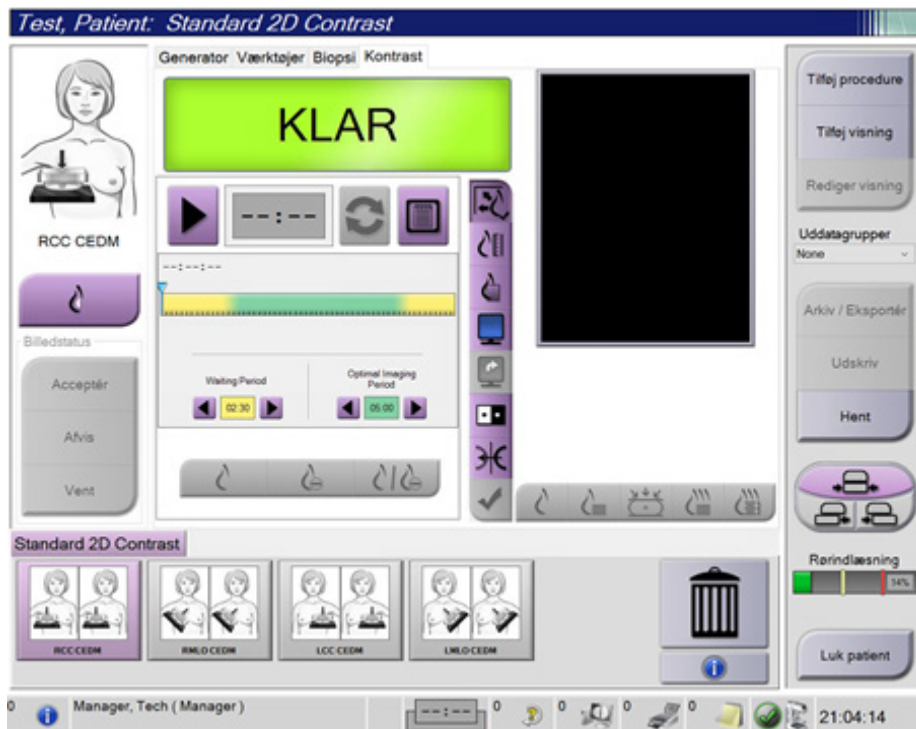 Test, Patient: Standard 2D Contrast
Generator Værktøjer Biopsi Kontrast
KLAR
--:--
RCC CEDM
--:--:--
Waiting Period
02:30
Optimal Imaging
Period
05:00
Billedstatus
Acceptér
Afvis
Vent
Tilføj procedure
Tilføj visning
Rediger visning
Uddatagrupper
None
Arkiv / Eksportér
Udskriv
Hent
Rørindlæsning
14%
Luk patient
Standard 2D Contrast
RCC CEDM
RMLO CEDM
LCC CEDM
LMLO CEDM
0
Manager, Tech ( Manager )
--:--
0
0
0
0
21:04:14